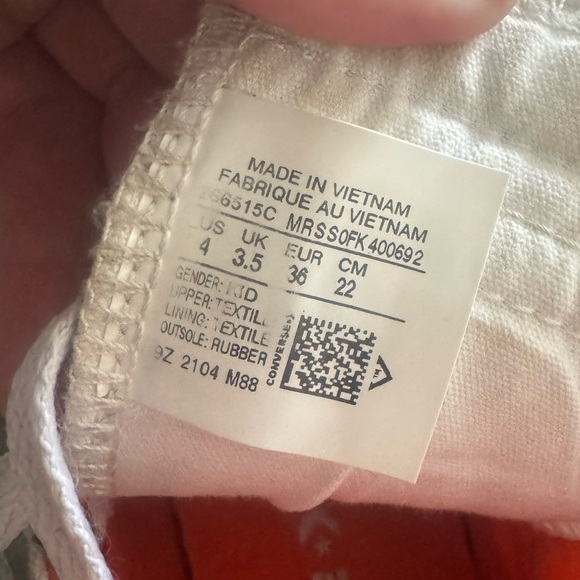 MADE IN VIETNAM
FABRIQUE AU VIETNAM
266515C MRSS0FK400692
US UK EUR CM
4 3.5 36 22
GENDER: KID
UPPER: TEXTILE
LINING: TEXTILE
OUTSOLE: RUBBER
9Z 2104 M88
CONVERSE